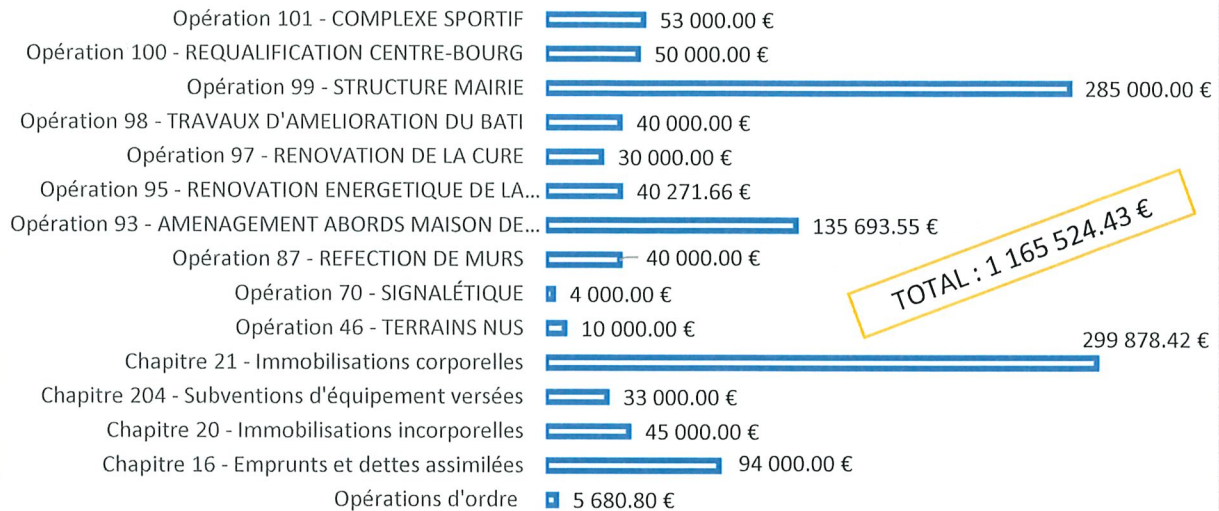 Opération 101 - COMPLEXE SPORTIF 53 000.00 €
Opération 100 - REQUALIFICATION CENTRE-BOURG 50 000.00 €
Opération 99 - STRUCTURE MAIRIE 285 000.00 €
Opération 98 - TRAVAUX D'AMELIORATION DU BATI 40 000.00 €
Opération 97 - RENOVATION DE LA CURE 30 000.00 €
Opération 95 - RENOVATION ENERGETIQUE DE LA... 40 271.66 €
Opération 93 - AMENAGEMENT ABORDS MAISON DE... 135 693.55 €
Opération 87 - REFECTION DE MURS 40 000.00 €
Opération 70 - SIGNALÉTIQUE 4 000.00 €
Opération 46 - TERRAINS NUS 10 000.00 €
Chapitre 21 - Immobilisations corporelles 299 878.42 €
Chapitre 204 - Subventions d'équipement versées 33 000.00 €
Chapitre 20 - Immobilisations incorporelles 45 000.00 €
Chapitre 16 - Emprunts et dettes assimilées 94 000.00 €
Opérations d'ordre 5 680.80 €
TOTAL : 1 165 524.43 €